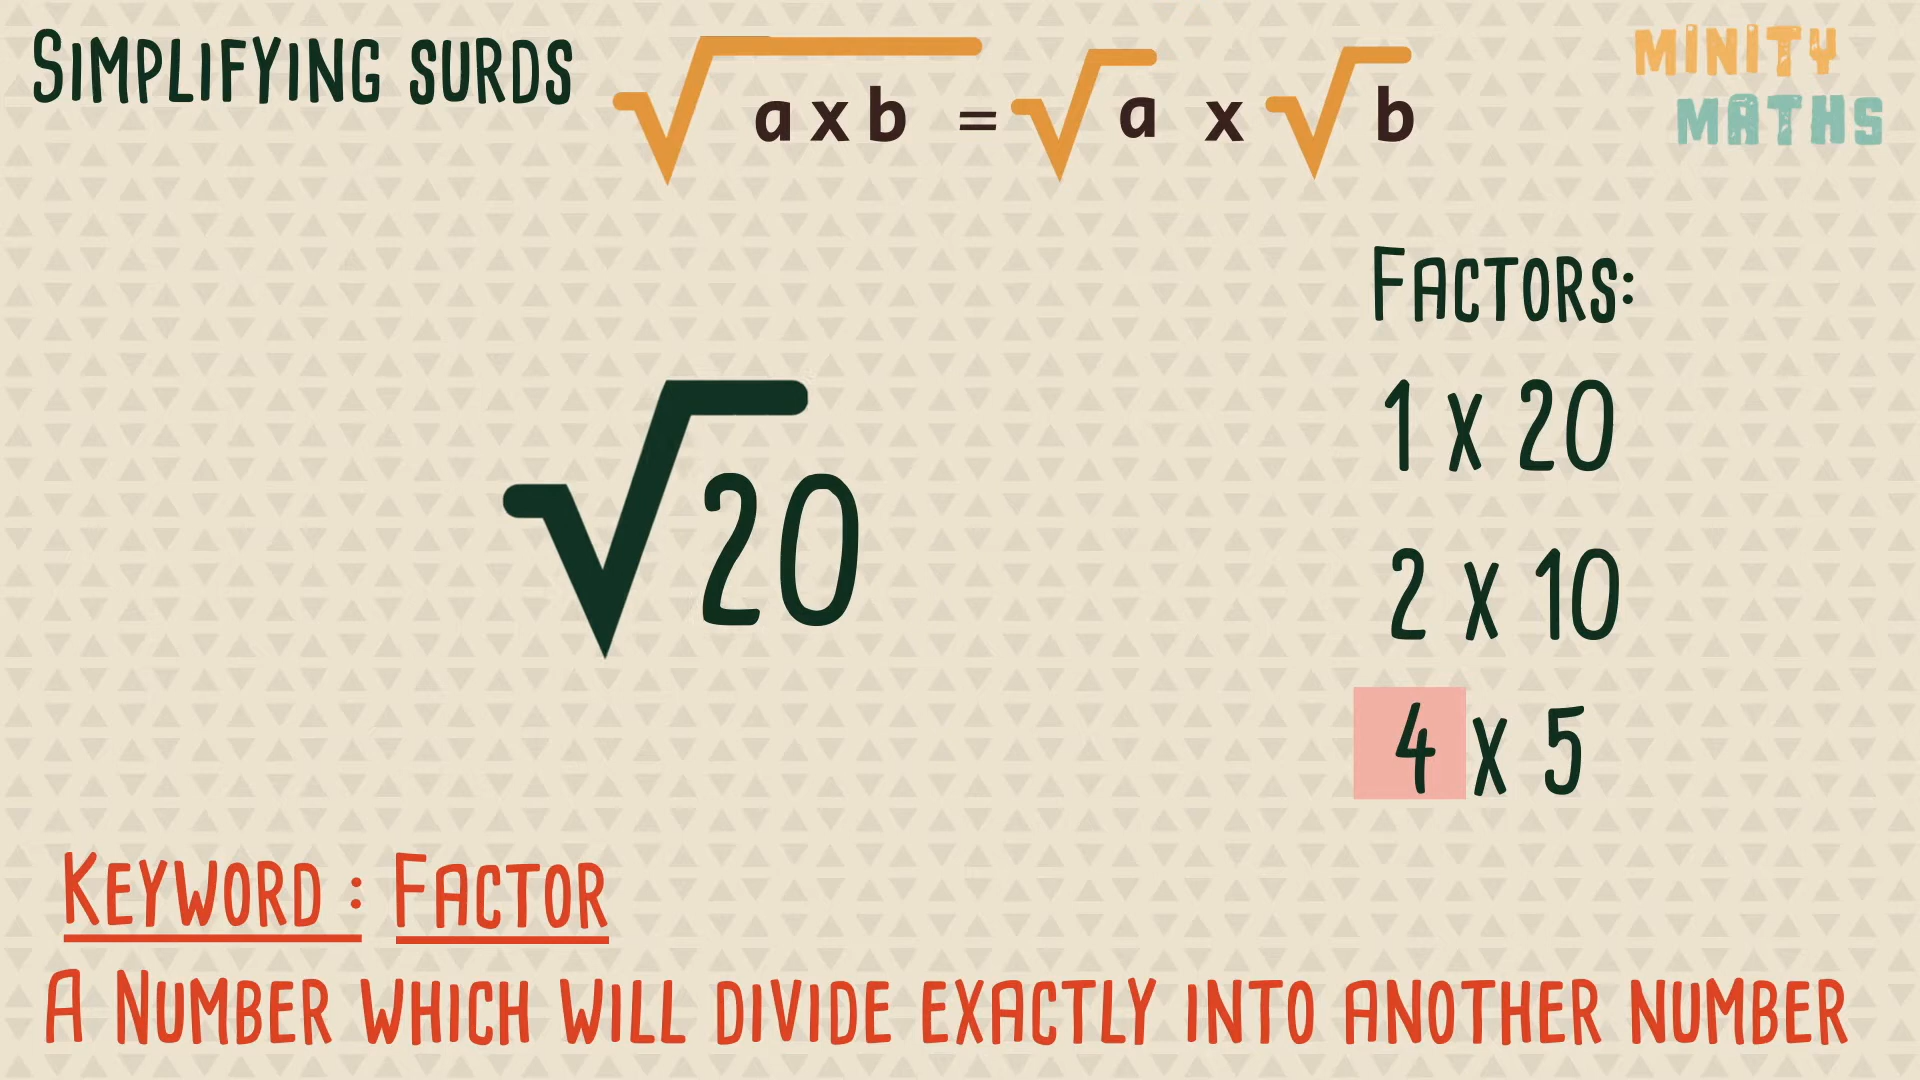 Simplifying surds
√a x b = √a x √b
MINITY
MATHS
Factors:
1 x 20
2 x 10
4 x 5
√20
Keyword : Factor
A Number which will divide exactly into another number